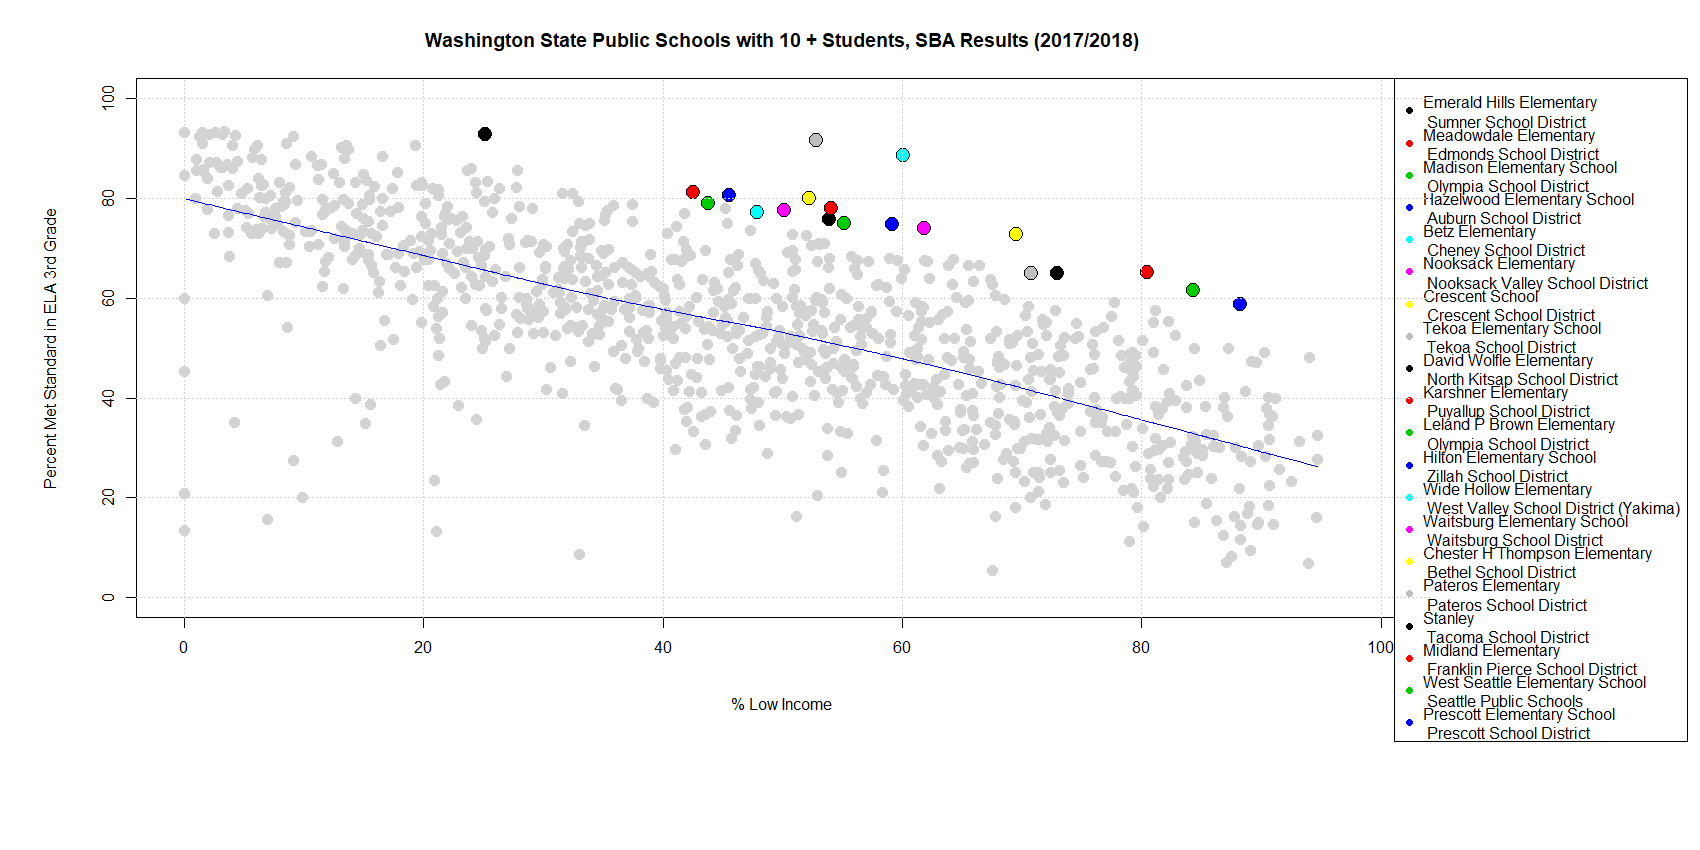 Washington State Public Schools with 10 + Students, SBA Results (2017/2018)
Percent Met Standard in ELA 3rd Grade
100
80
60
40
20
0
0
20
40
60
80
100
% Low Income
Emerald Hills Elementary
Sumner School District
Meadowdale Elementary
Edmonds School District
Madison Elementary School
Olympia School District
Hazelwood Elementary School
Auburn School District
Betz Elementary
Cheney School District
Nooksack Elementary
Nooksack Valley School District
Crescent School
Crescent School District
Tekoa Elementary School
Tekoa School District
David Wolfle Elementary
North Kitsap School District
Karshner Elementary
Puyallup School District
Leland P Brown Elementary
Olympia School District
Hilton Elementary School
Zillah School District
Wide Hollow Elementary
West Valley School District (Yakima)
Waitsburg Elementary School
Waitsburg School District
Chester H Thompson Elementary
Bethel School District
Pateros Elementary
Pateros School District
Stanley
Tacoma School District
Midland Elementary
Franklin Pierce School District
West Seattle Elementary School
Seattle Public Schools
Prescott Elementary School
Prescott School District